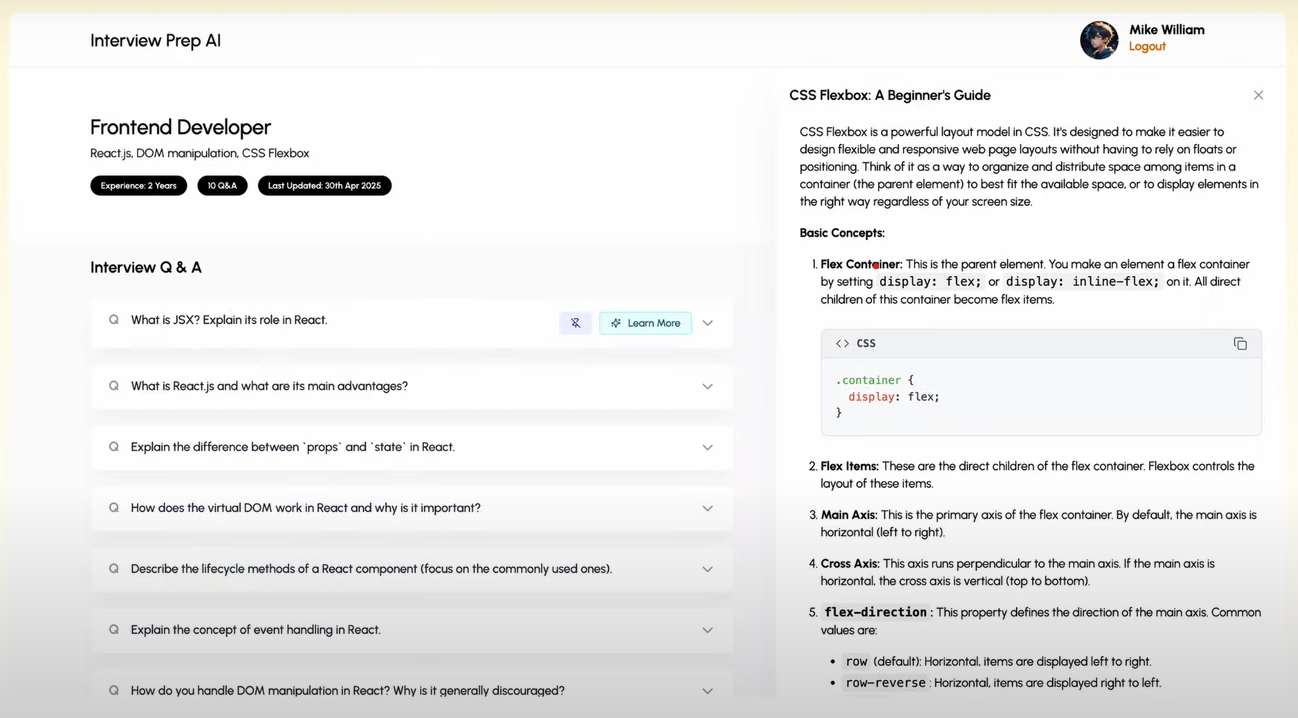 Interview Prep AI
Mike William
Logout
Frontend Developer
React.js, DOM manipulation, CSS Flexbox
Experience: 2 Years
10 Q&A
Last Updated: 30th Apr 2025
Interview Q & A
Q What is JSX? Explain its role in React.
Learn More
Q What is React.js and what are its main advantages?
Q Explain the difference between `props` and `state` in React.
Q How does the virtual DOM work in React and why is it important?
Q Describe the lifecycle methods of a React component (focus on the commonly used ones).
Q Explain the concept of event handling in React.
Q How do you handle DOM manipulation in React? Why is it generally discouraged?
CSS Flexbox: A Beginner's Guide
CSS Flexbox is a powerful layout model in CSS. It's designed to make it easier to
design flexible and responsive web page layouts without having to rely on floats or
positioning. Think of it as a way to organize and distribute space among items in a
container (the parent element) to best fit the available space, or to display elements in
the right way regardless of your screen size.
Basic Concepts:
1. Flex Container: This is the parent element. You make an element a flex container
by setting display: flex; or display: inline-flex; on it. All direct
children of this container become flex items.
<> CSS
.container {
display: flex;
}
2. Flex Items: These are the direct children of the flex container. Flexbox controls the
layout of these items.
3. Main Axis: This is the primary axis of the flex container. By default, the main axis is
horizontal (left to right).
4. Cross Axis: This axis runs perpendicular to the main axis. If the main axis is
horizontal, the cross axis is vertical (top to bottom).
5. flex-direction: This property defines the direction of the main axis. Common
values are:
• row (default): Horizontal, items are displayed left to right.
• row-reverse: Horizontal, items are displayed right to left.